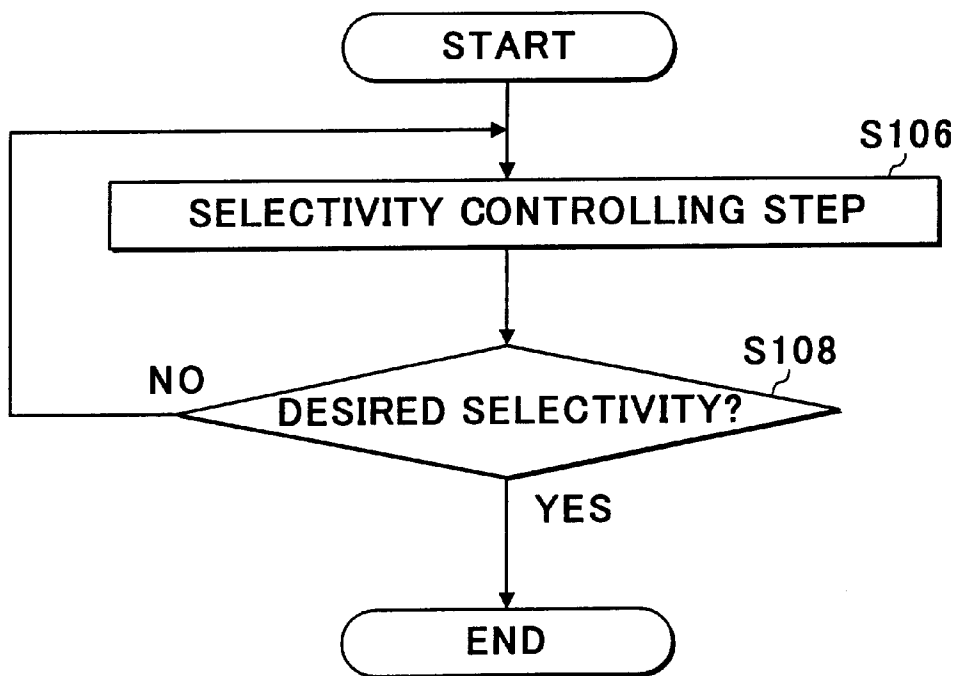 START
S106
SELECTIVITY CONTROLLING STEP
S108
NO
DESIRED SELECTIVITY?
YES
END